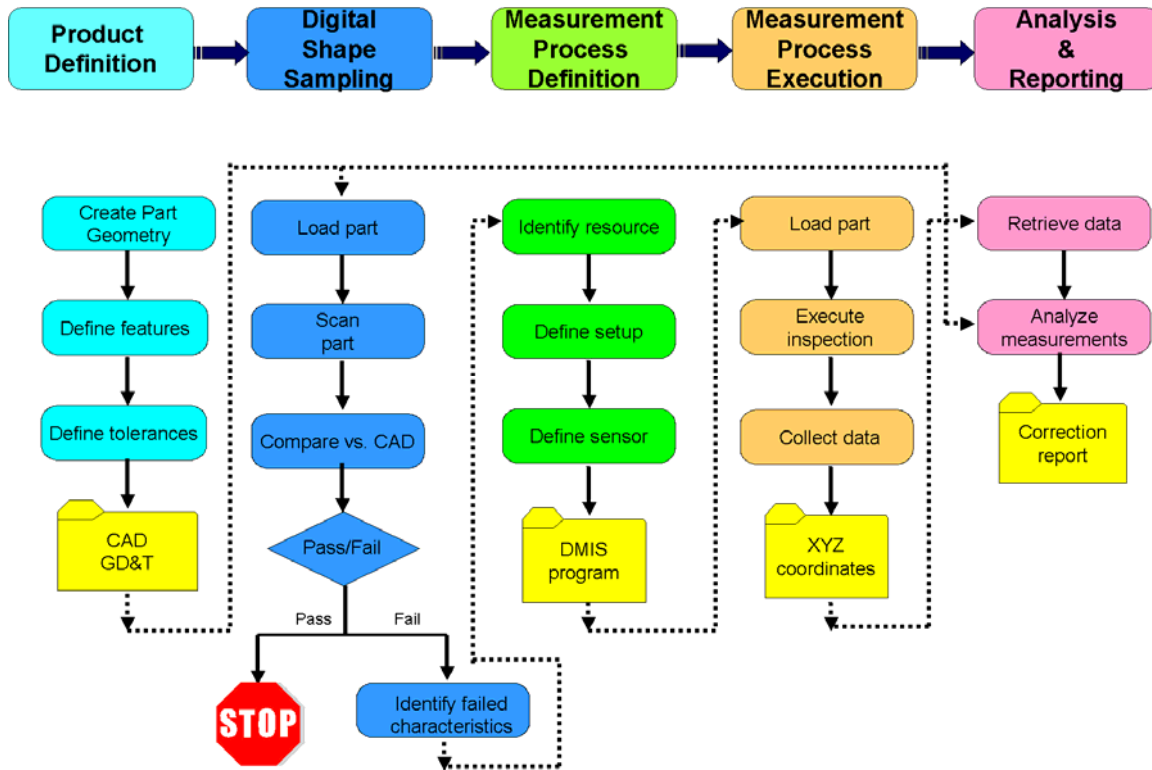 Product
Definition
Digital
Shape
Sampling
Measurement
Process
Definition
Measurement
Process
Execution
Analysis
&
Reporting
Create Part
Geometry
Define features
Define tolerances
CAD
GD&T
Load part
Scan
part
Compare vs. CAD
Pass/Fail
Pass
Fail
STOP
Identify failed
characteristics
Identify resource
Define setup
Define sensor
DMIS
program
Load part
Execute
inspection
Collect data
XYZ
coordinates
Retrieve data
Analyze
measurements
Correction
report